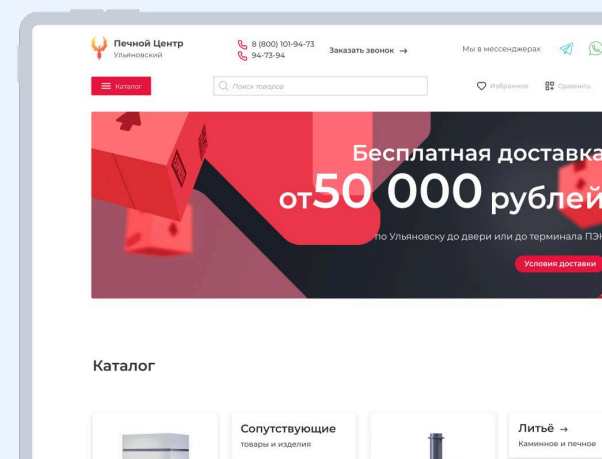 Печной Центр
Ульяновский
8 (800) 101-94-73
94-73-94
Заказать звонок →
Мы в мессенджерах
Каталог
Поиск товаров
Избранное
Сравнить
Бесплатная доставка
от 50 000 рублей
по Ульяновску до двери или до терминала ПЭК
Условия доставки
Каталог
Сопутствующие
товары и изделия
Литьё →
Каминное и печное